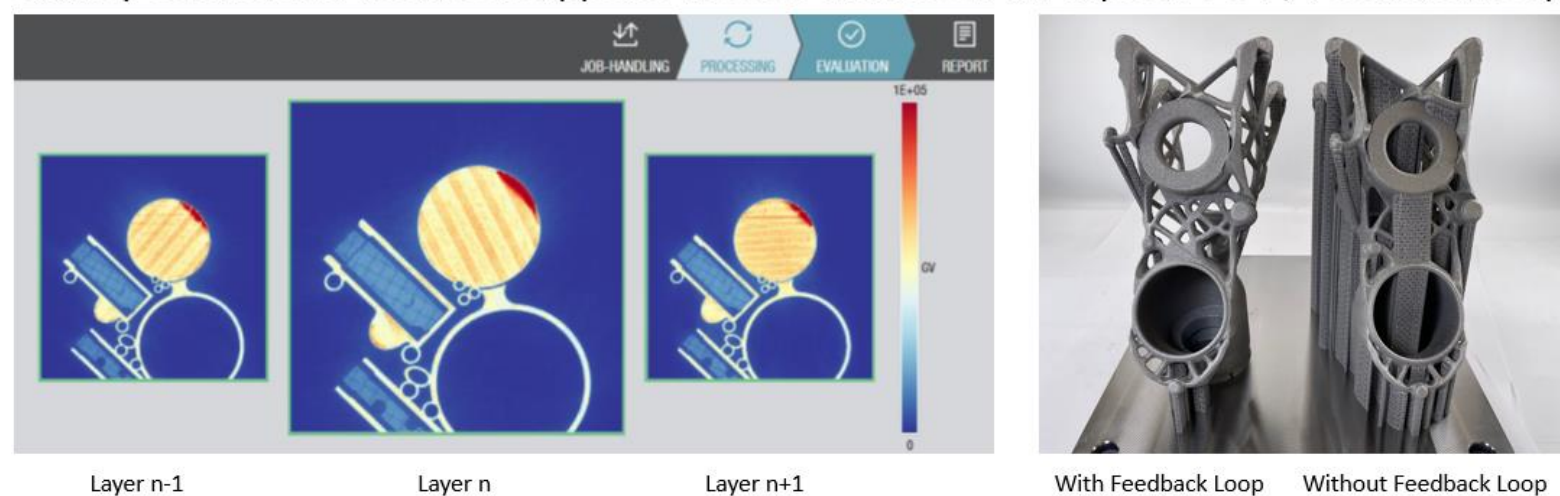 JOB-HANDLING
PROCESSING
EVALUATION
REPORT
1E+05
GV
0
Layer n-1
Layer n
Layer n+1
With Feedback Loop
Without Feedback Loop